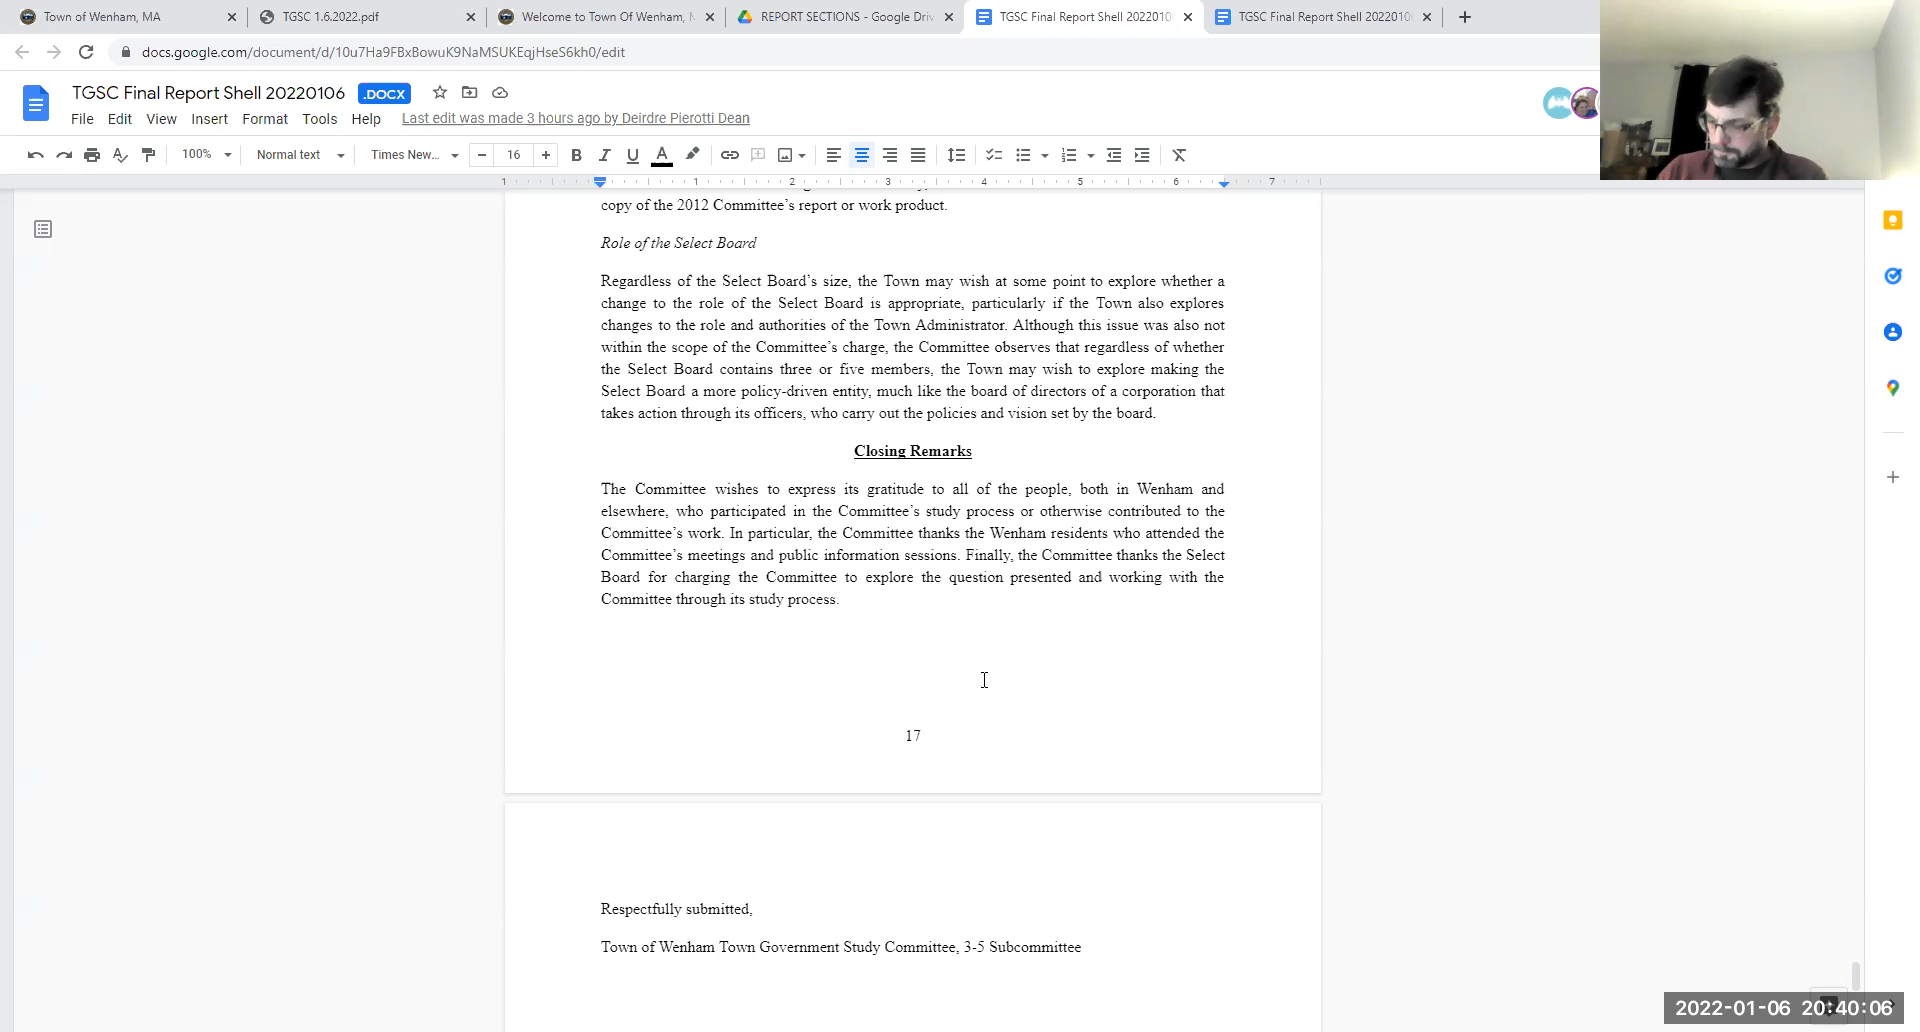 Town of Wenham, MA
TGSC 1.6.2022.pdf
Welcome to Town Of Wenham,
REPORT SECTIONS - Google Driv
TGSC Final Report Shell 2022010
TGSC Final Report Shell 2022010
docs.google.com/document/d/10u7Ha9FBxBowuK9NaMSUKEqjHseS6kh0/edit
TGSC Final Report Shell 20220106 .DOCX
File Edit View Insert Format Tools Help Last edit was made 3 hours ago by Deirdre Pierotti Dean
100% Normal text Times New... − 16 + B I U A
1 1 2 3 4 5 6 7
copy of the 2012 Committee's report or work product.
Role of the Select Board
Regardless of the Select Board's size, the Town may wish at some point to explore whether a
change to the role of the Select Board is appropriate, particularly if the Town also explores
changes to the role and authorities of the Town Administrator. Although this issue was also not
within the scope of the Committee's charge, the Committee observes that regardless of whether
the Select Board contains three or five members, the Town may wish to explore making the
Select Board a more policy-driven entity, much like the board of directors of a corporation that
takes action through its officers, who carry out the policies and vision set by the board.
Closing Remarks
The Committee wishes to express its gratitude to all of the people, both in Wenham and
elsewhere, who participated in the Committee's study process or otherwise contributed to the
Committee's work. In particular, the Committee thanks the Wenham residents who attended the
Committee's meetings and public information sessions. Finally, the Committee thanks the Select
Board for charging the Committee to explore the question presented and working with the
Committee through its study process.
17
Respectfully submitted,
Town of Wenham Town Government Study Committee, 3-5 Subcommittee
2022-01-06 20:40:06